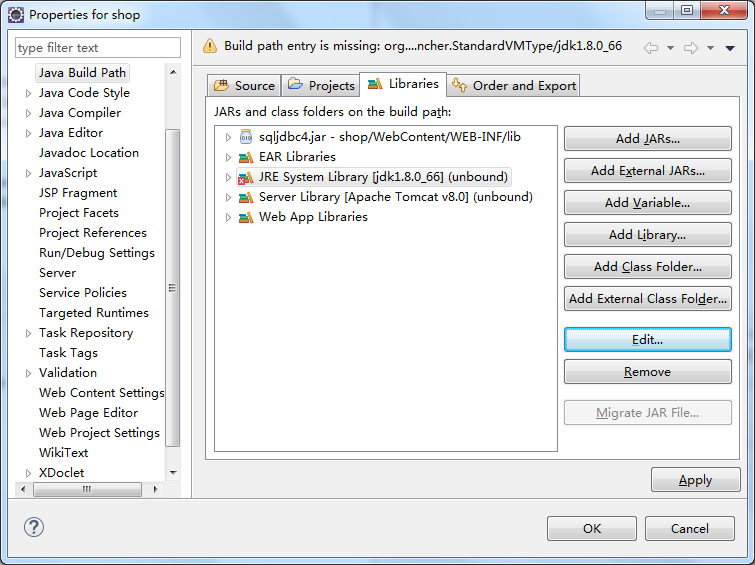 Properties for shop
type filter text
Java Build Path
Java Code Style
Java Compiler
Java Editor
Javadoc Location
JavaScript
JSP Fragment
Project Facets
Project References
Run/Debug Settings
Server
Service Policies
Targeted Runtimes
Task Repository
Task Tags
Validation
Web Content Settings
Web Page Editor
Web Project Settings
WikiText
XDoclet
Build path entry is missing: org....ncher.StandardVMType/jdk1.8.0_66
Source
Projects
Libraries
Order and Export
JARs and class folders on the build path:
sqljdbc4.jar - shop/WebContent/WEB-INF/lib
EAR Libraries
JRE System Library [jdk1.8.0_66] (unbound)
Server Library [Apache Tomcat v8.0] (unbound)
Web App Libraries
Add JARs...
Add External JARs...
Add Variable...
Add Library...
Add Class Folder...
Add External Class Folder...
Edit...
Remove
Migrate JAR File...
Apply
OK
Cancel